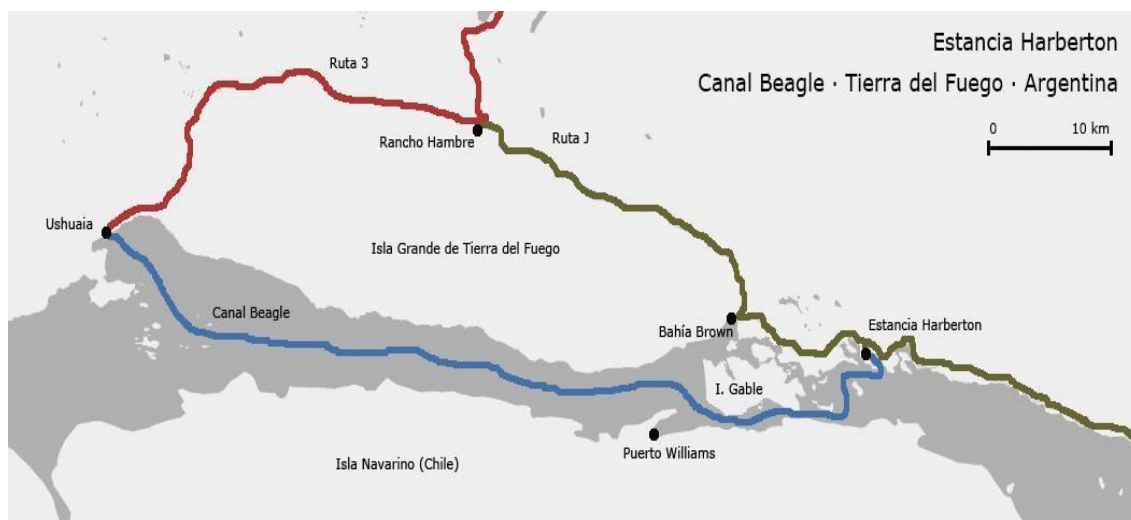 Estancia Harberton
Ruta 3
Canal Beagle · Tierra del Fuego · Argentina
0 10 km
Rancho Hambre
Ruta J
Ushuaia
Isla Grande de Tierra del Fuego
Canal Beagle
Bahía Brown
Estancia Harberton
I. Gable
Puerto Williams
Isla Navarino (Chile)